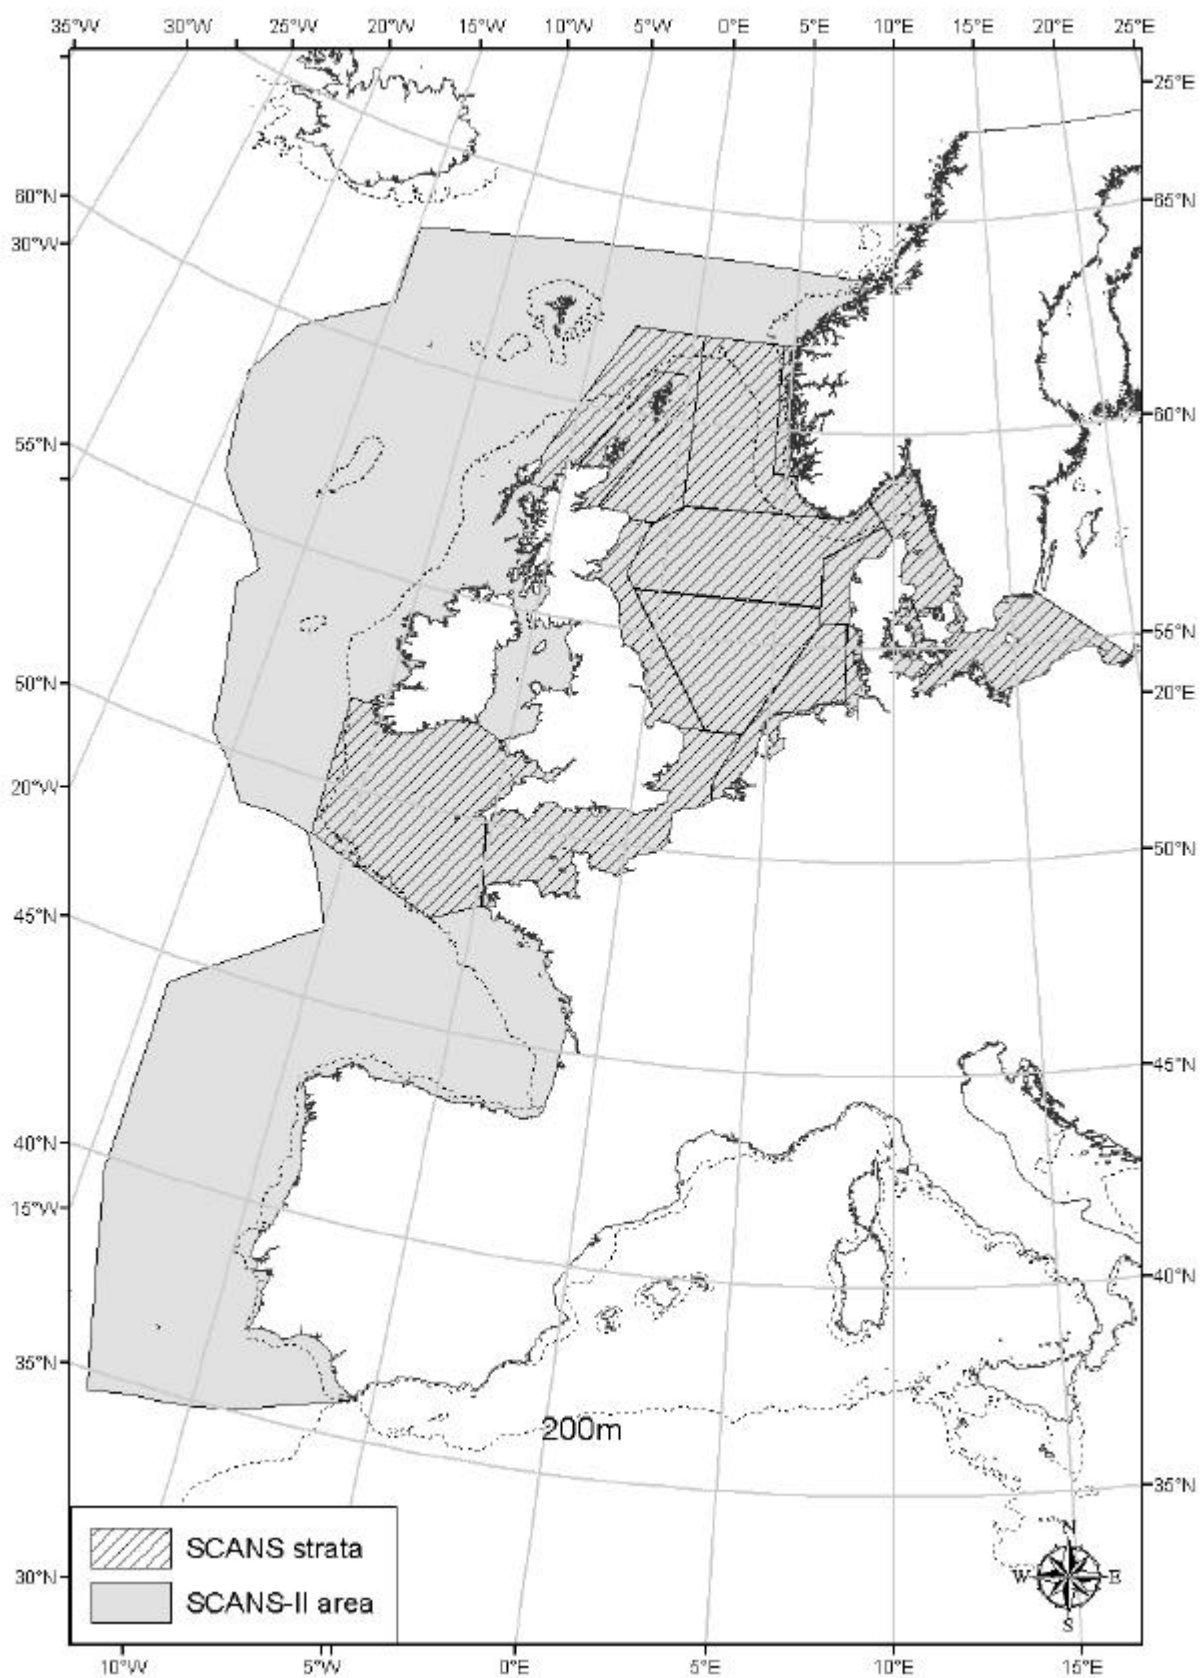 35°W 30°W 25°W 20°W 15°W 10°W 5°W 0°E 5°E 10°E 15°E 20°E 25°E
25°E
60°N 65°N
30°W
60°N
55°N
55°N
50°N 20°E
20°W
50°N
45°N
45°N
40°N
15°W
40°N
35°N
200m
35°N
SCANS strata
N
30°N W E
SCANS-II area
S
10°W 5°W 0°E 5°E 10°E 15°E